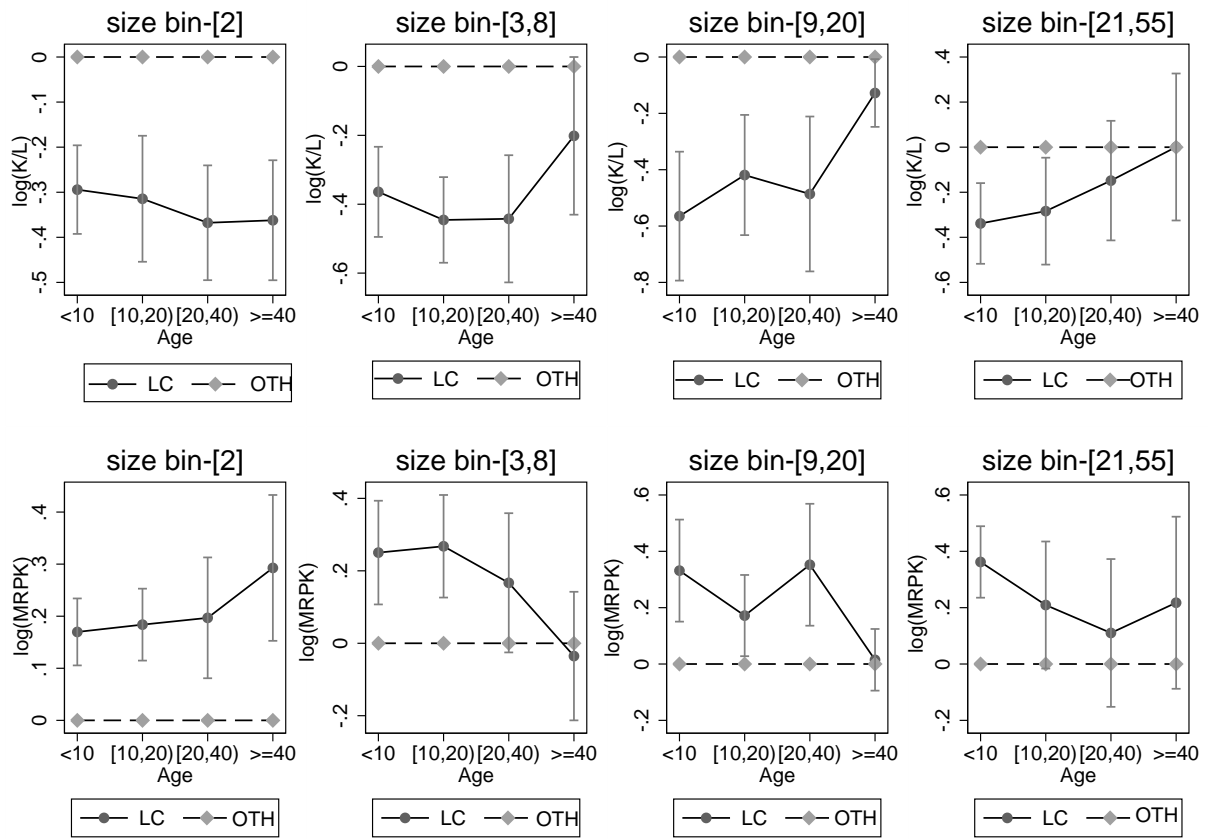 size bin-[2]
log(K/L)
0
-.1
-.2
-.3
-.4
-.5
<10 [10,20) [20,40) >=40
Age
LC OTH
size bin-[3,8]
log(K/L)
0
-.2
-.4
-.6
<10 [10,20) [20,40) >=40
Age
LC OTH
size bin-[9,20]
log(K/L)
0
-.2
-.4
-.6
-.8
<10 [10,20) [20,40) >=40
Age
LC OTH
size bin-[21,55]
log(K/L)
.4
.2
0
-.2
-.4
-.6
<10 [10,20) [20,40) >=40
Age
LC OTH
size bin-[2]
log(MRPK)
.4
.3
.2
.1
0
<10 [10,20) [20,40) >=40
Age
LC OTH
size bin-[3,8]
log(MRPK)
.4
.2
0
-.2
<10 [10,20) [20,40) >=40
Age
LC OTH
size bin-[9,20]
log(MRPK)
.6
.4
.2
0
-.2
<10 [10,20) [20,40) >=40
Age
LC OTH
size bin-[21,55]
log(MRPK)
.6
.4
.2
0
-.2
<10 [10,20) [20,40) >=40
Age
LC OTH